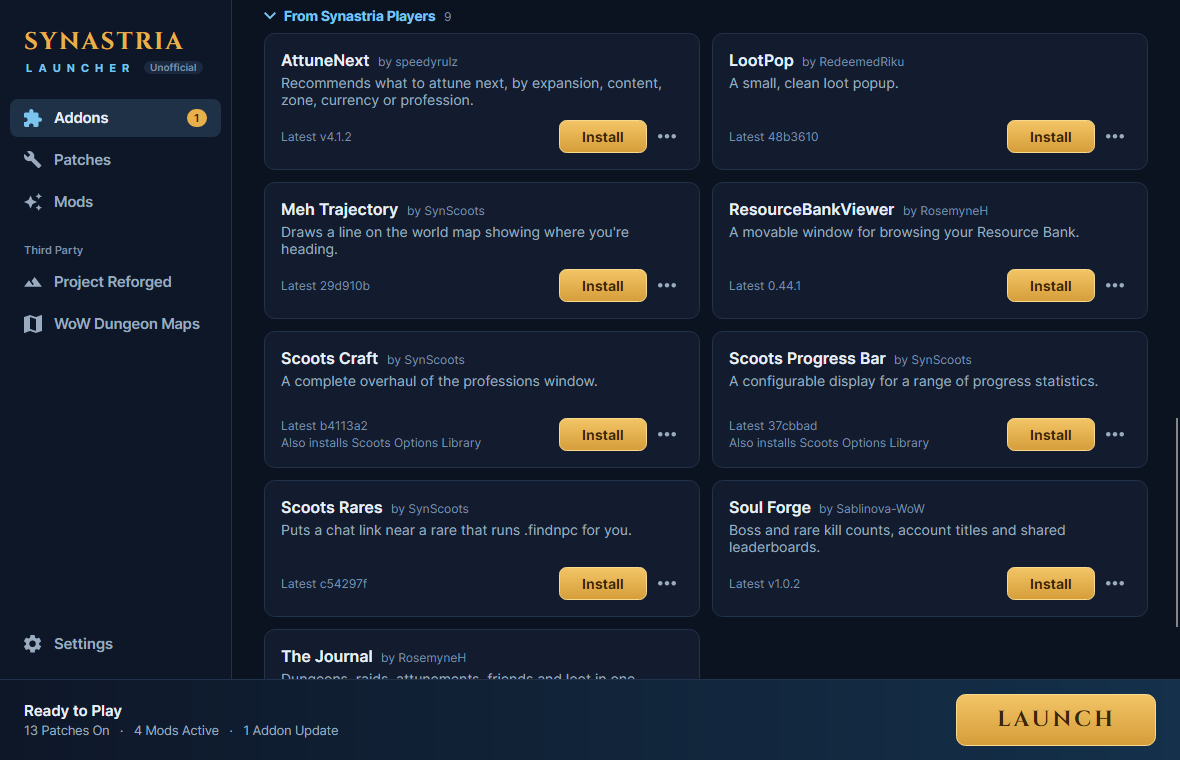 SYNASTRIA
LAUNCHER Unofficial
Addons 1
Patches
Mods
Third Party
Project Reforged
WoW Dungeon Maps
Settings
From Synastria Players 9
AttuneNext by speedyrulz
Recommends what to attune next, by expansion, content,
zone, currency or profession.
Latest v4.1.2
Install
LootPop by RedeemedRiku
A small, clean loot popup.
Latest 48b3610
Install
Meh Trajectory by SynScoots
Draws a line on the world map showing where you're
heading.
Latest 29d910b
Install
ResourceBankViewer by RosemyneH
A movable window for browsing your Resource Bank.
Latest 0.44.1
Install
Scoots Craft by SynScoots
A complete overhaul of the professions window.
Latest b4113a2
Also installs Scoots Options Library
Install
Scoots Progress Bar by SynScoots
A configurable display for a range of progress statistics.
Latest 37cbbad
Also installs Scoots Options Library
Install
Scoots Rares by SynScoots
Puts a chat link near a rare that runs .findnpc for you.
Latest c54297f
Install
Soul Forge by Sablinova-WoW
Boss and rare kill counts, account titles and shared
leaderboards.
Latest v1.0.2
Install
The Journal by RosemyneH
Dungeons, raids, attunements, friends and loot in one
Ready to Play
13 Patches On · 4 Mods Active · 1 Addon Update
LAUNCH